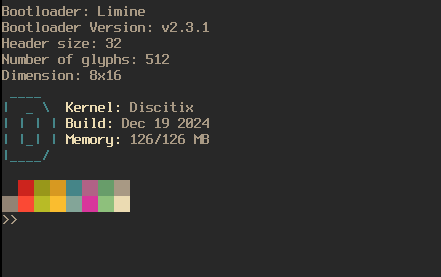 Bootloader: Limine
Bootloader Version: v2.3.1
Header size: 32
Number of glyphs: 512
Dimension: 8x16
 ____
|  _ \  Kernel: Discitix
| | | | Build: Dec 19 2024
| |_| | Memory: 126/126 MB
|____/
>>